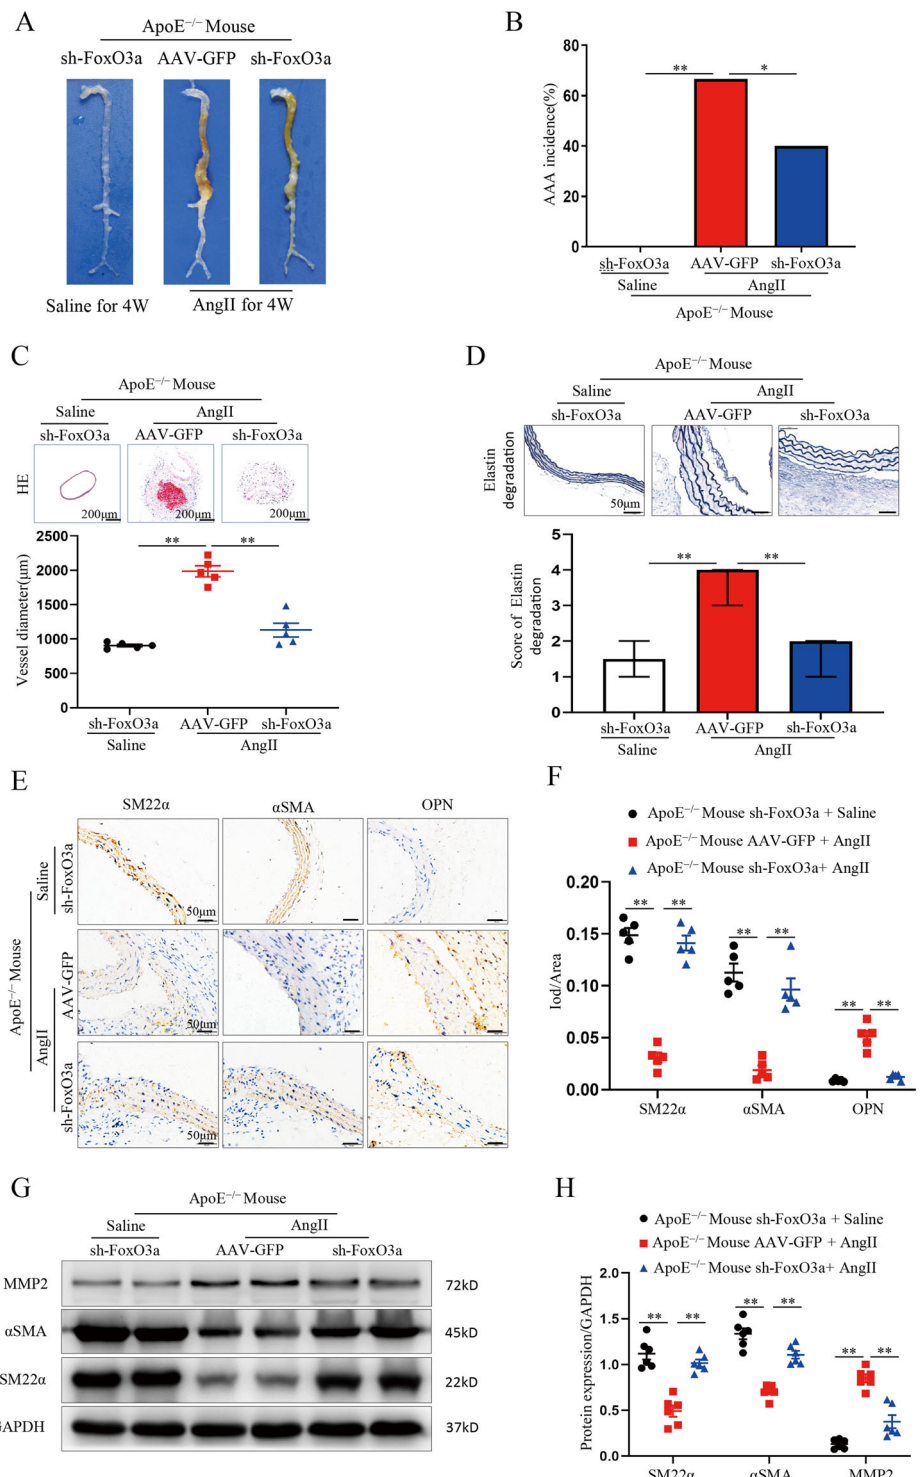 A
ApoE−/− Mouse
sh-FoxO3a AAV-GFP sh-FoxO3a
Saline for 4W AngII for 4W
B
AAA incidence(%)
80
60
40
20
0
** *
sh-FoxO3a AAV-GFP sh-FoxO3a
Saline AngII
ApoE−/− Mouse
C
ApoE−/− Mouse
Saline AngII
sh-FoxO3a AAV-GFP sh-FoxO3a
HE
200μm 200μm 200μm
Vessel diameter(μm)
2500
2000
1500
1000
500
0
** **
sh-FoxO3a AAV-GFP sh-FoxO3a
Saline AngII
D
ApoE−/− Mouse
Saline AngII
sh-FoxO3a AAV-GFP sh-FoxO3a
Elastin
degradation
50μm
Score of Elastin
degradation
5
4
3
2
1
0
** **
sh-FoxO3a AAV-GFP sh-FoxO3a
Saline AngII
E
SM22α αSMA OPN
ApoE−/− Mouse
Saline
sh-FoxO3a
50μm
AngII
AAV-GFP
50μm
sh-FoxO3a
50μm
F
ApoE−/− Mouse sh-FoxO3a + Saline
ApoE−/− Mouse AAV-GFP + AngII
ApoE−/− Mouse sh-FoxO3a+ AngII
Iod/Area
0.20
0.15
0.10
0.05
0.00
** ** ** ** ** **
SM22α αSMA OPN
G
ApoE−/− Mouse
Saline AngII
sh-FoxO3a AAV-GFP sh-FoxO3a
MMP2 72kD
αSMA 45kD
SM22α 22kD
GAPDH 37kD
H
ApoE−/− Mouse sh-FoxO3a + Saline
ApoE−/− Mouse AAV-GFP + AngII
ApoE−/− Mouse sh-FoxO3a+ AngII
Protein expression/GAPDH
2.0
1.5
1.0
0.5
0.0
** ** ** ** ** **
SM22α αSMA MMP2